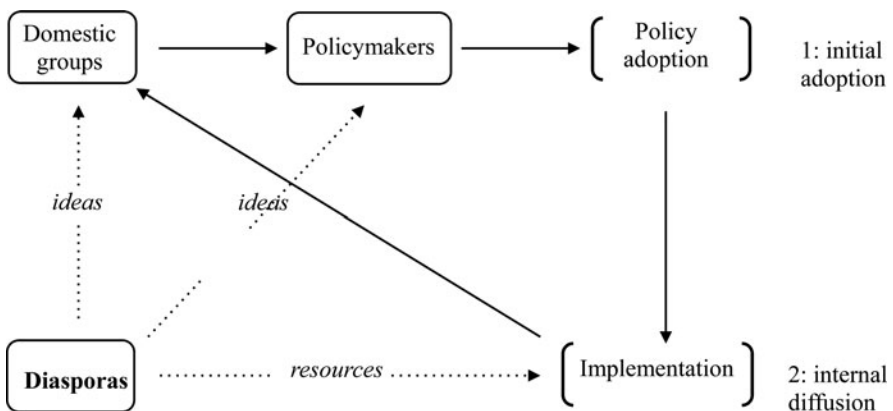 Domestic
groups
Policymakers
Policy
adoption
1: initial
adoption
ideas
ideas
Diasporas
resources
Implementation
2: internal
diffusion